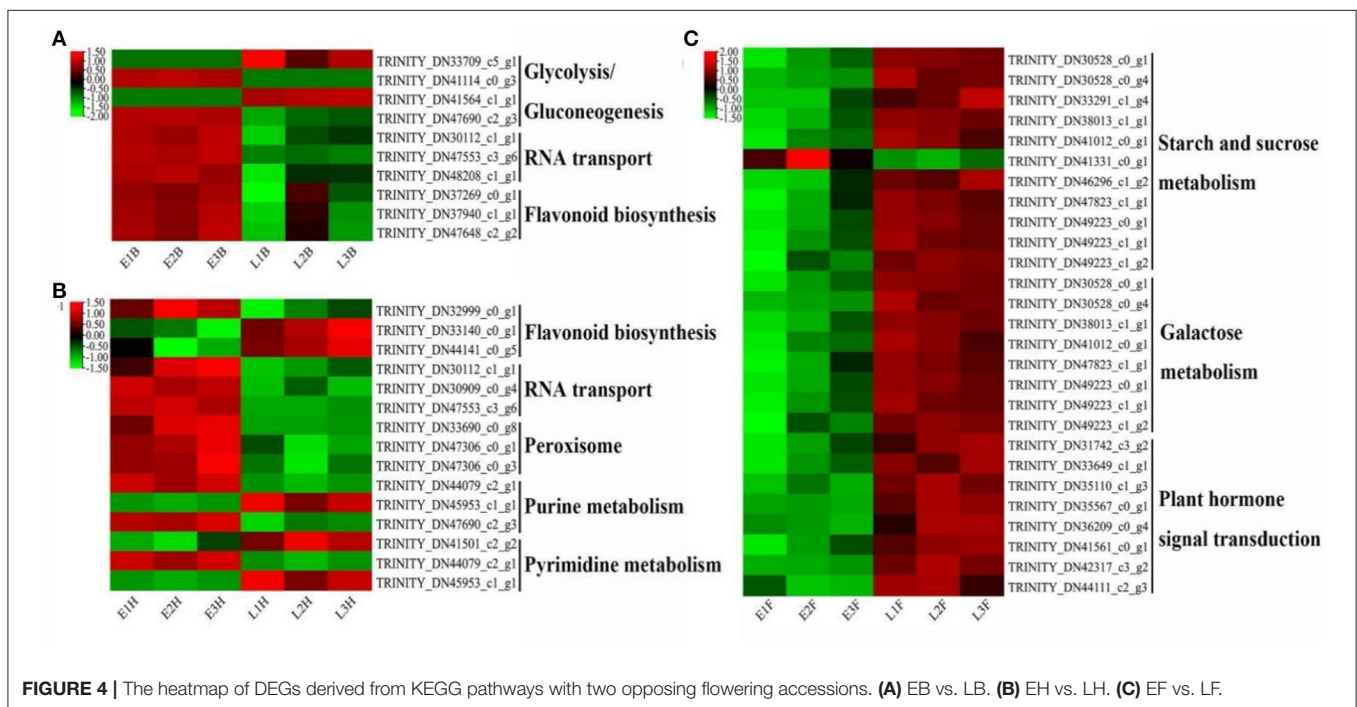 A
1.50
1.00
0.50
0.00
-0.50
-1.00
-2.00
TRINITY_DN33709_c5_g1
TRINITY_DN41114_c0_g3
TRINITY_DN41564_c1_g1
TRINITY_DN47690_c2_g3
TRINITY_DN30112_c1_g1
TRINITY_DN47553_c3_g6
TRINITY_DN48208_c1_g1
TRINITY_DN37269_c0_g1
TRINITY_DN37940_c1_g1
TRINITY_DN47648_c2_g2
Glycolysis/
Gluconeogenesis
RNA transport
Flavonoid biosynthesis
E1B E2B E3B L1B L2B L3B
B
1
1.50
1.00
0.50
0.00
-0.50
-1.00
-1.50
TRINITY_DN32999_c0_g1
TRINITY_DN33140_c0_g1
TRINITY_DN44141_c0_g5
TRINITY_DN30112_c1_g1
TRINITY_DN30909_c0_g4
TRINITY_DN47553_c3_g6
TRINITY_DN33690_c0_g8
TRINITY_DN47306_c0_g1
TRINITY_DN47306_c0_g3
TRINITY_DN44079_c2_g1
TRINITY_DN45953_c1_g1
TRINITY_DN47690_c2_g3
TRINITY_DN41501_c2_g2
TRINITY_DN44079_c2_g1
TRINITY_DN45953_c1_g1
Flavonoid biosynthesis
RNA transport
Peroxisome
Purine metabolism
Pyrimidine metabolism
E1H E2H E3H L1H L2H L3H
C
2.00
1.50
1.00
0.50
0.00
-0.50
-1.00
-1.50
TRINITY_DN30528_c0_g1
TRINITY_DN30528_c0_g4
TRINITY_DN33291_c1_g4
TRINITY_DN38013_c1_g1
TRINITY_DN41012_c0_g1
TRINITY_DN41331_c0_g1
TRINITY_DN46296_c1_g2
TRINITY_DN47823_c1_g1
TRINITY_DN49223_c0_g1
TRINITY_DN49223_c1_g1
TRINITY_DN49223_c1_g2
TRINITY_DN30528_c0_g1
TRINITY_DN30528_c0_g4
TRINITY_DN38013_c1_g1
TRINITY_DN41012_c0_g1
TRINITY_DN47823_c1_g1
TRINITY_DN49223_c0_g1
TRINITY_DN49223_c1_g1
TRINITY_DN49223_c1_g2
TRINITY_DN31742_c3_g2
TRINITY_DN33649_c1_g1
TRINITY_DN35110_c1_g3
TRINITY_DN35567_c0_g1
TRINITY_DN36209_c0_g4
TRINITY_DN41561_c0_g1
TRINITY_DN42317_c3_g2
TRINITY_DN44111_c2_g3
Starch and sucrose
metabolism
Galactose
metabolism
Plant hormone
signal transduction
E1F E2F E3F L1F L2F L3F
FIGURE 4 | The heatmap of DEGs derived from KEGG pathways with two opposing flowering accessions. (A) EB vs. LB. (B) EH vs. LH. (C) EF vs. LF.